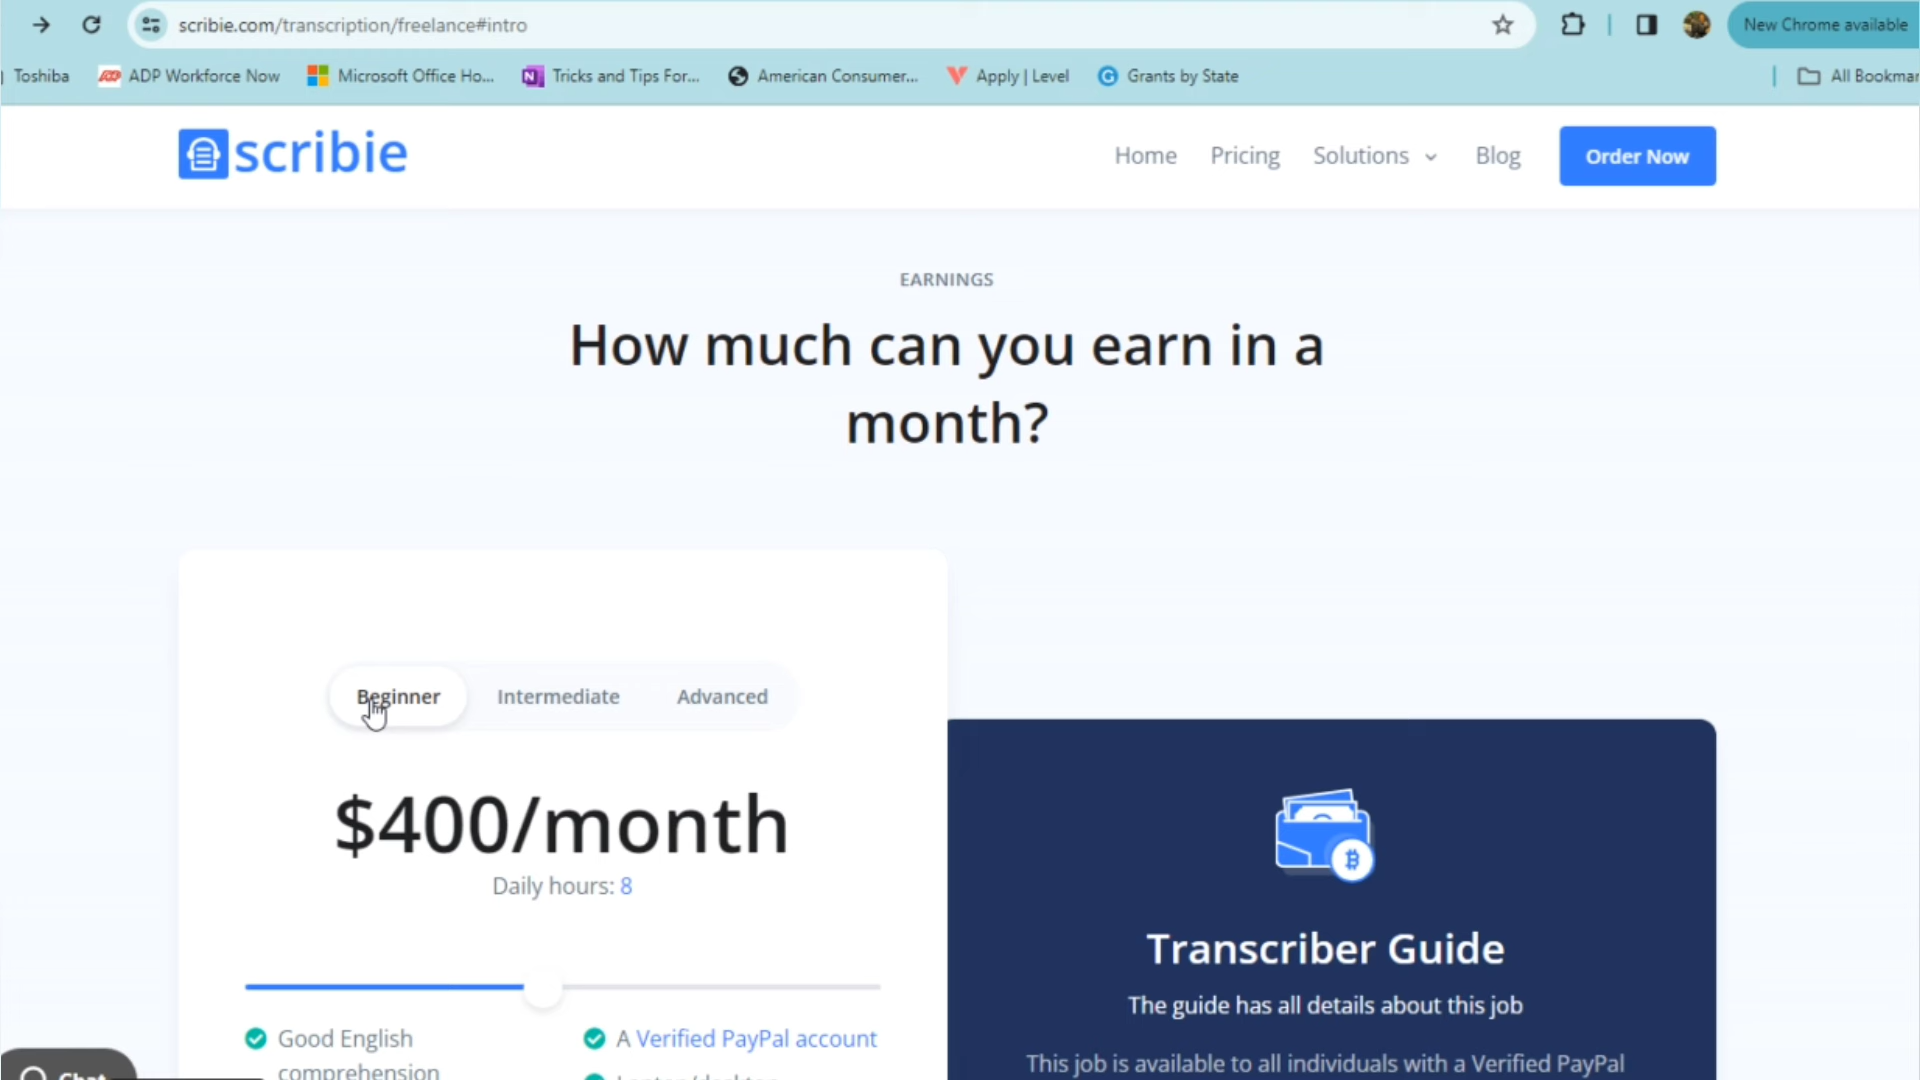 scribie.com/transcription/freelance#intro
New Chrome available
Toshiba
ADP Workforce Now
Microsoft Office Ho...
Tricks and Tips For...
American Consumer...
Apply | Level
Grants by State
All Bookmar
scribie
Home
Pricing
Solutions
Blog
Order Now
EARNINGS
How much can you earn in a
month?
Beginner
Intermediate
Advanced
$400/month
Daily hours: 8
Good English
comprehension
A Verified PayPal account
Laptop/desktop
Transcriber Guide
The guide has all details about this job
This job is available to all individuals with a Verified PayPal
Chat